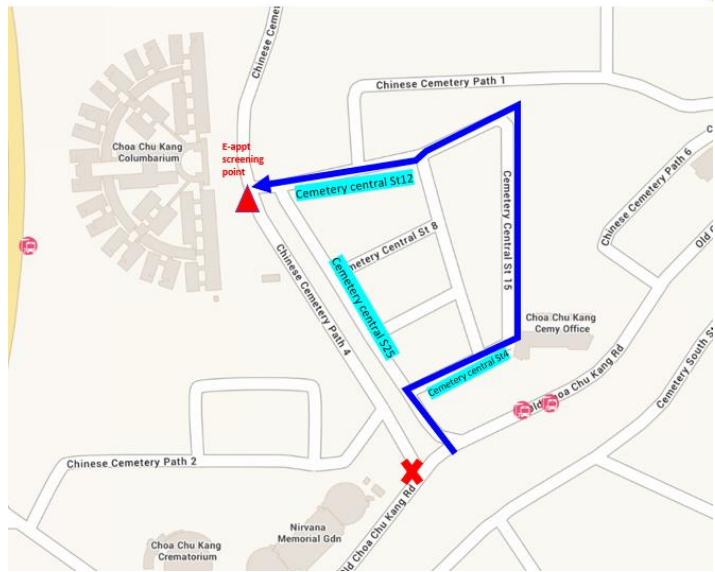 Chinese Cemetery
Chinese Cemetery Path 1
E-appt
screening
point
Choa Chu Kang
Columbarium
Cemetery central St12
Chinese Cemetery Path 6
Cemetery Central St 15
metery Central St 8
Cemetery central S25
Chinese Cemetery Path 4
Old C
Choa Chu Kang
Cemy Office
Cemetery central St4
Old Choa Chu Kang Rd
Cemetery South St
Chinese Cemetery Path 2
Old Choa Chu Kang Rd
Nirvana
Memorial Gdn
Choa Chu Kang
Crematorium